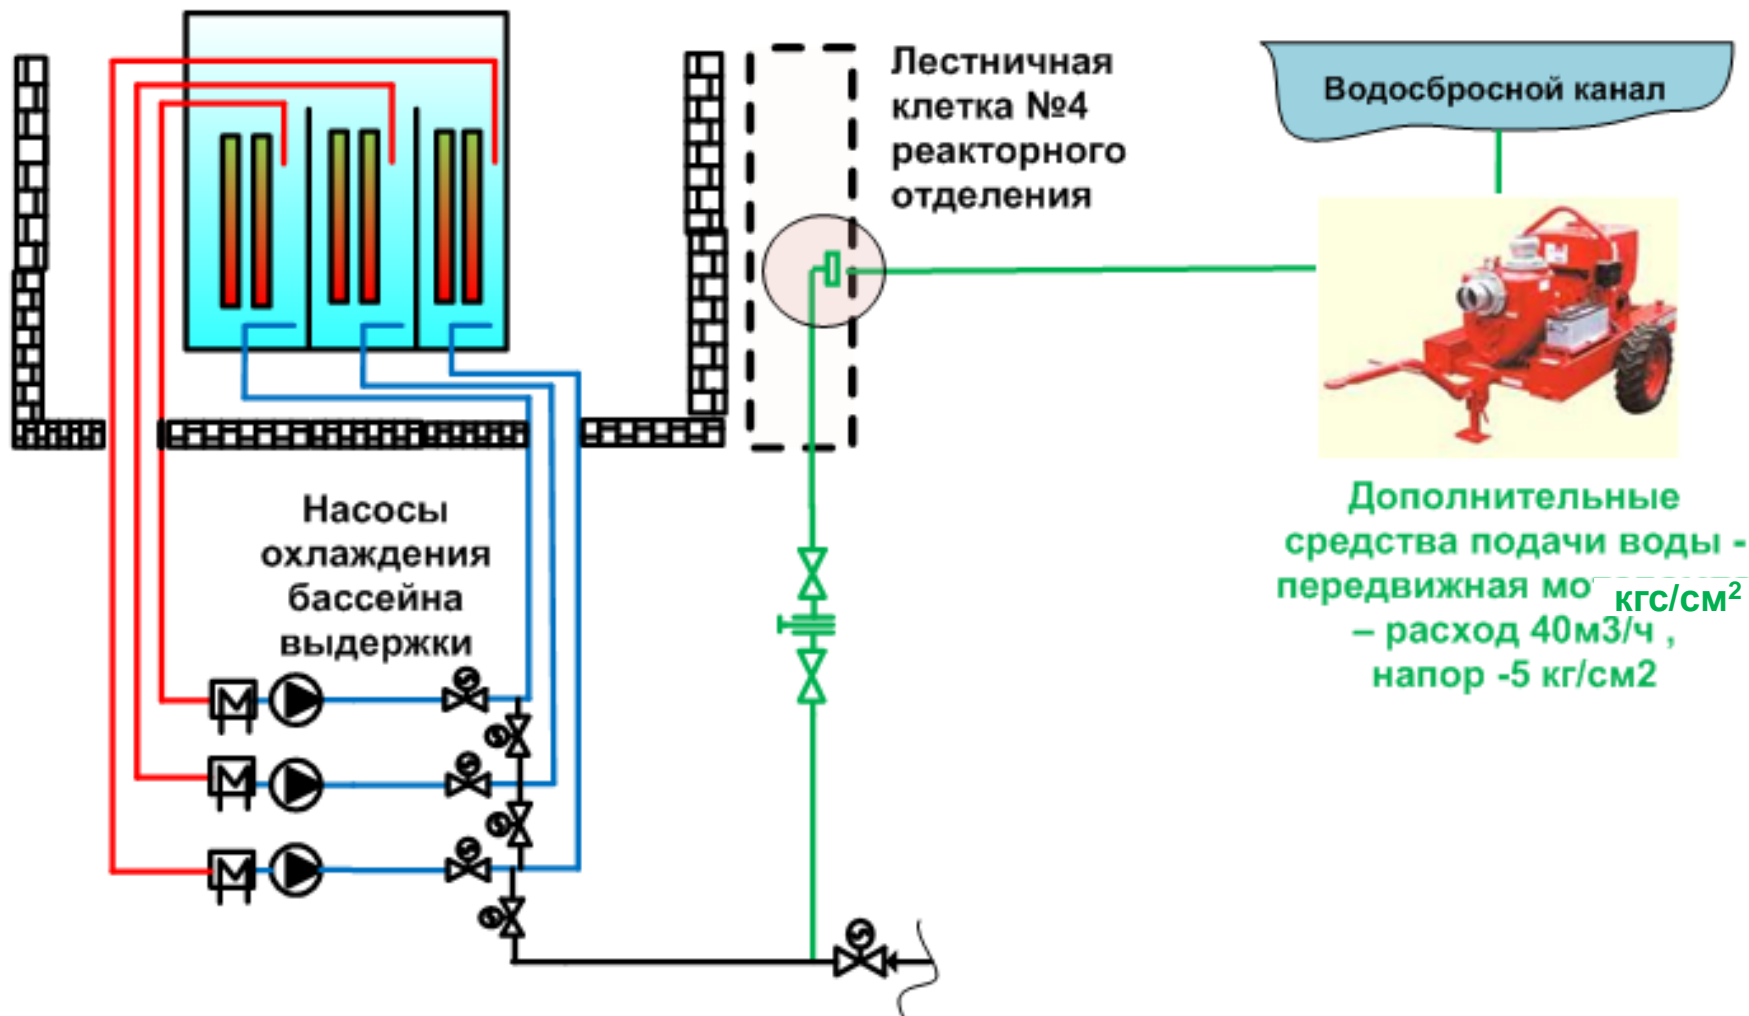 Лестничная
клетка №4
реакторного
отделения
Водосбросной канал
Насосы
охлаждения
бассейна
выдержки
Дополнительные
средства подачи воды -
передвижная
кгс/см²
– расход 40м3/ч ,
напор -5 кг/см2